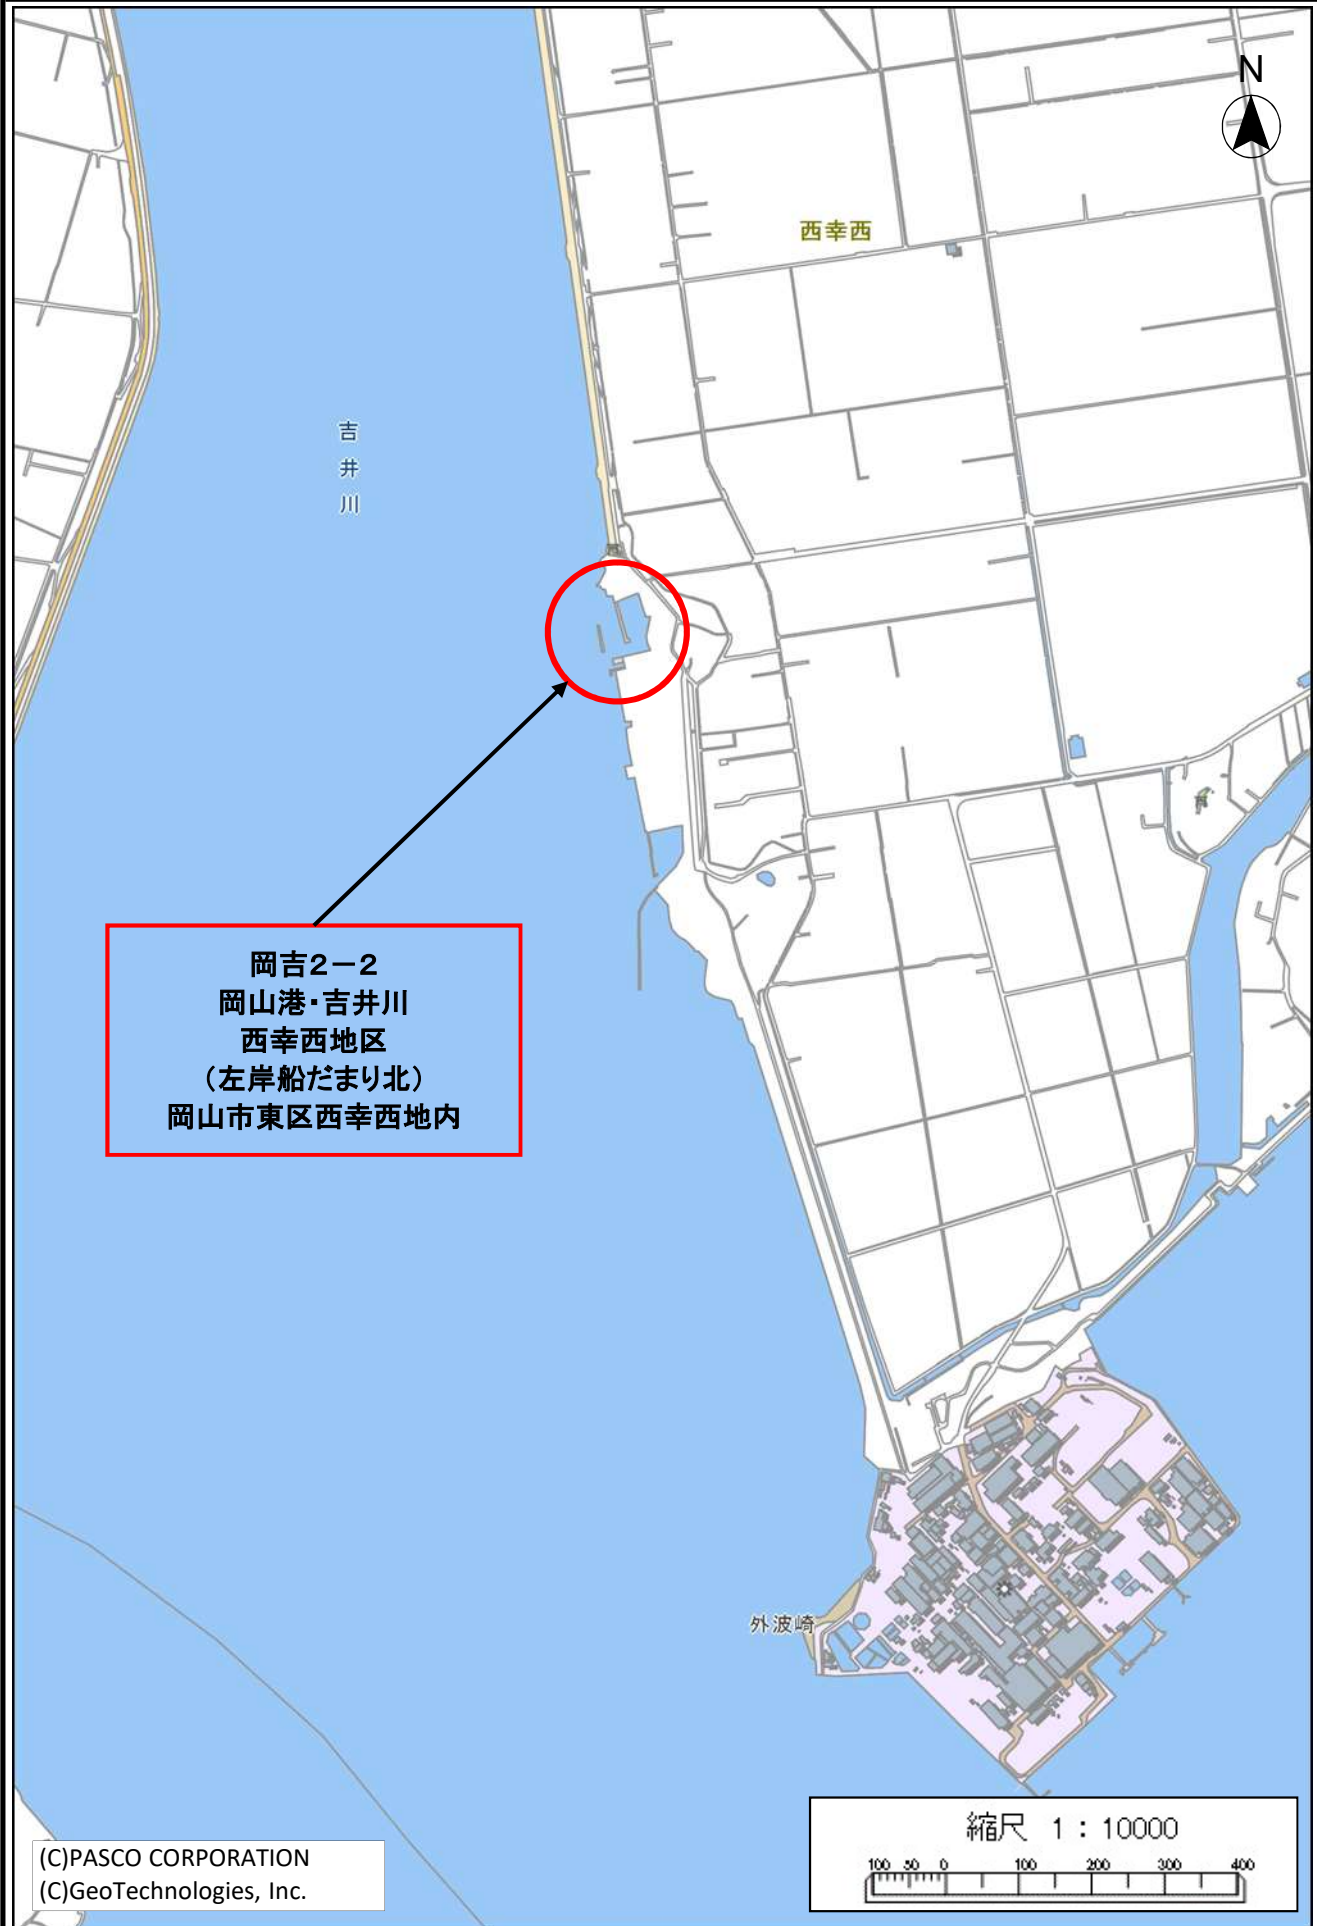 N
西幸西
吉
井
川
岡吉2－2
岡山港・吉井川
西幸西地区
（左岸船だまり北）
岡山市東区西幸西地内
外波崎
縮尺 1：10000
100 50 0 100 200 300 400
(C)PASCO CORPORATION
(C)GeoTechnologies, Inc.